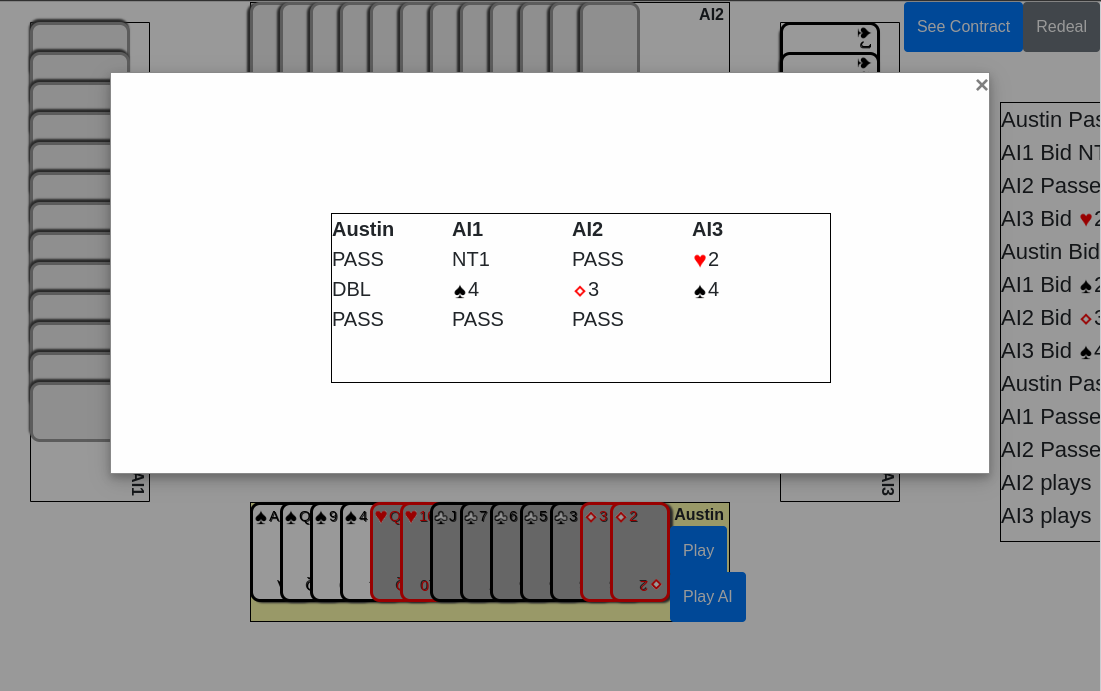 AI2
See Contract
Redeal
♠J
♠
×
Austin AI1 AI2 AI3
PASS NT1 PASS ♥2
DBL ♠4 ♦3 ♠4
PASS PASS PASS
Austin Pas
AI1 Bid NT
AI2 Passe
AI3 Bid ♥2
Austin Bid
AI1 Bid ♠2
AI2 Bid ♦3
AI3 Bid ♠4
Austin Pas
AI1 Passe
AI2 Passe
AI2 plays
AI3 plays
AI1
AI3
♠A ♠Q ♠9 ♠4 ♥Q ♥10 ♣J ♣7 ♣6 ♣5 ♣3 ♦3 ♦2
2♦
Austin
Play
Play AI